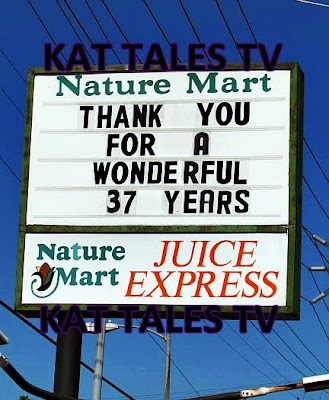 KAT TALES TV
Nature Mart
THANK YOU
FOR A
WONDERFUL
37 YEARS
Nature
Mart
JUICE
EXPRESS
KAT TALES TV